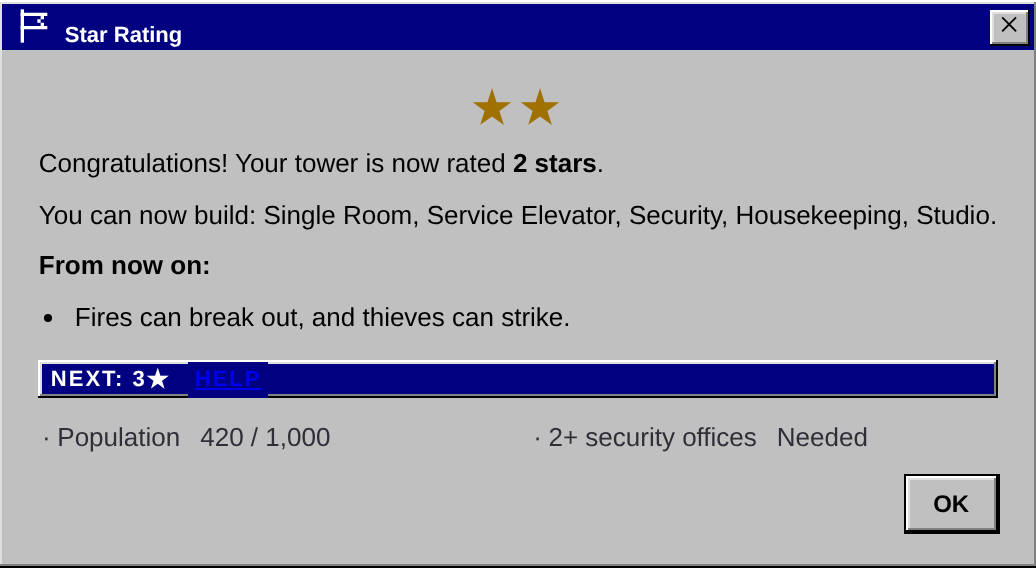 Star Rating
★★
Congratulations! Your tower is now rated 2 stars.
You can now build: Single Room, Service Elevator, Security, Housekeeping, Studio.
From now on:
• Fires can break out, and thieves can strike.
NEXT: 3★ HELP
· Population 420 / 1,000 · 2+ security offices Needed
OK